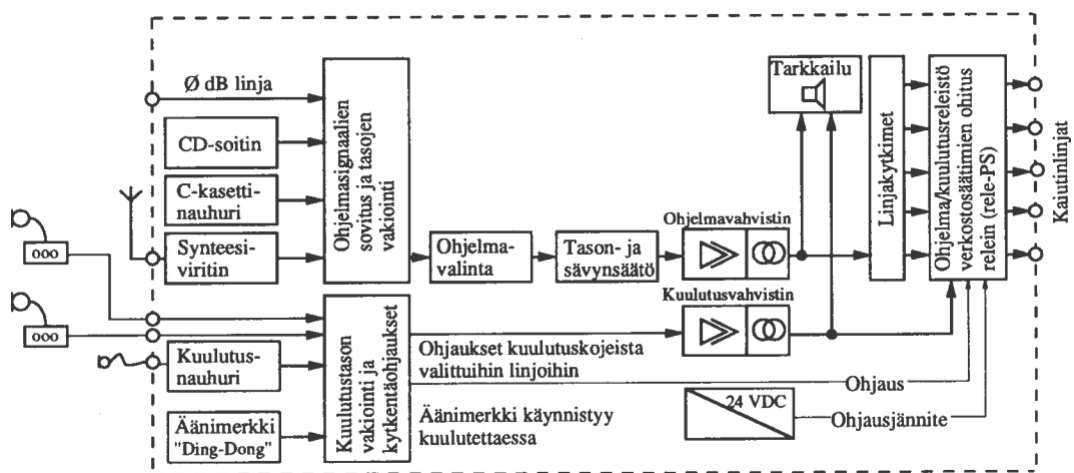 Ø dB linja
CD-soitin
C-kasetti-
nauhuri
Synteesi-
viritin
Kuulutus-
nauhuri
Äänimerkki
"Ding-Dong"
ooo
ooo
Ohjelmasignaalien
sovitus ja tasojen
vakiointi
Kuulutustason
vakiointi ja
kytkentäohjaukset
Ohjelma-
valinta
Tason- ja
sävynsäätö
Ohjelmavahvistin
Kuulutusvahvistin
Tarkkailu
Linjakytkimet
Ohjelma/kuulutusreleistö
verkostosäätimien ohitus
relein (rele-PS)
Kaiutinlinjat
Ohjaukset kuulutuskojeista
valittuihin linjoihin
Äänimerkki käynnistyy
kuulutettaessa
24 VDC
Ohjaus
Ohjausjännite